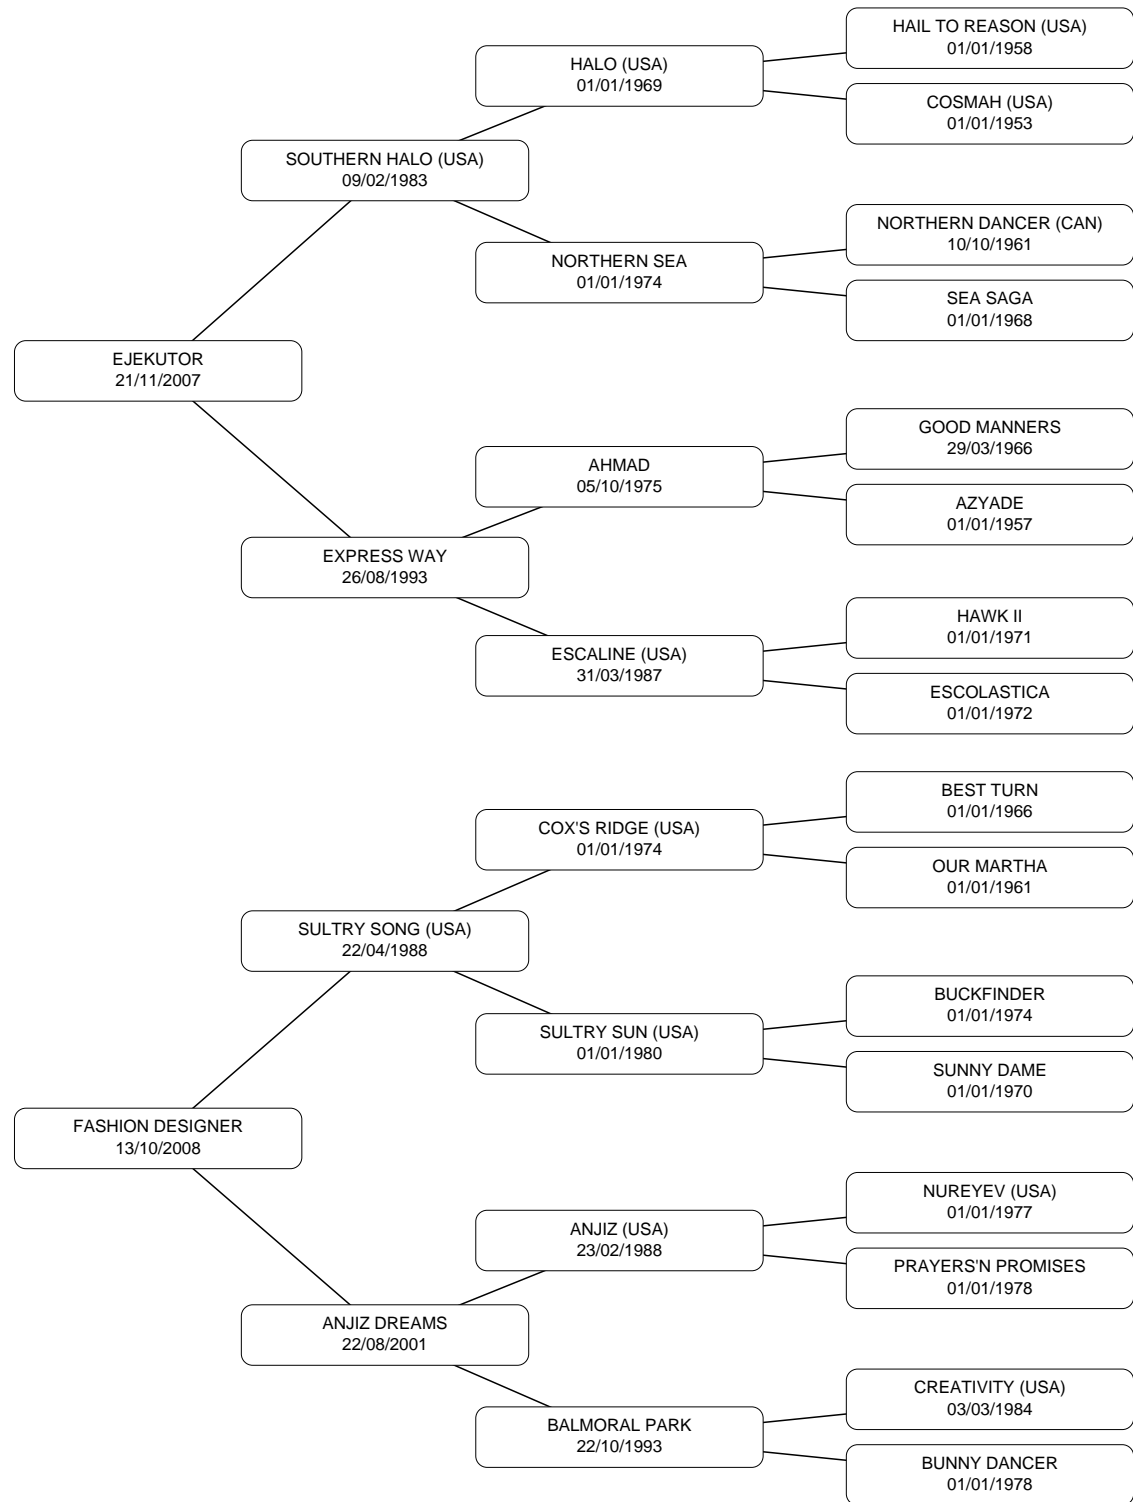 HAIL TO REASON (USA)
01/01/1958
HALO (USA)
01/01/1969
COSMAH (USA)
01/01/1953
SOUTHERN HALO (USA)
09/02/1983
NORTHERN DANCER (CAN)
10/10/1961
NORTHERN SEA
01/01/1974
SEA SAGA
01/01/1968
EJEKUTOR
21/11/2007
GOOD MANNERS
29/03/1966
AHMAD
05/10/1975
AZYADE
01/01/1957
EXPRESS WAY
26/08/1993
HAWK II
01/01/1971
ESCALINE (USA)
31/03/1987
ESCOLASTICA
01/01/1972
BEST TURN
01/01/1966
COX'S RIDGE (USA)
01/01/1974
OUR MARTHA
01/01/1961
SULTRY SONG (USA)
22/04/1988
BUCKFINDER
01/01/1974
SULTRY SUN (USA)
01/01/1980
SUNNY DAME
01/01/1970
FASHION DESIGNER
13/10/2008
NUREYEV (USA)
01/01/1977
ANJIZ (USA)
23/02/1988
PRAYERS'N PROMISES
01/01/1978
ANJIZ DREAMS
22/08/2001
CREATIVITY (USA)
03/03/1984
BALMORAL PARK
22/10/1993
BUNNY DANCER
01/01/1978